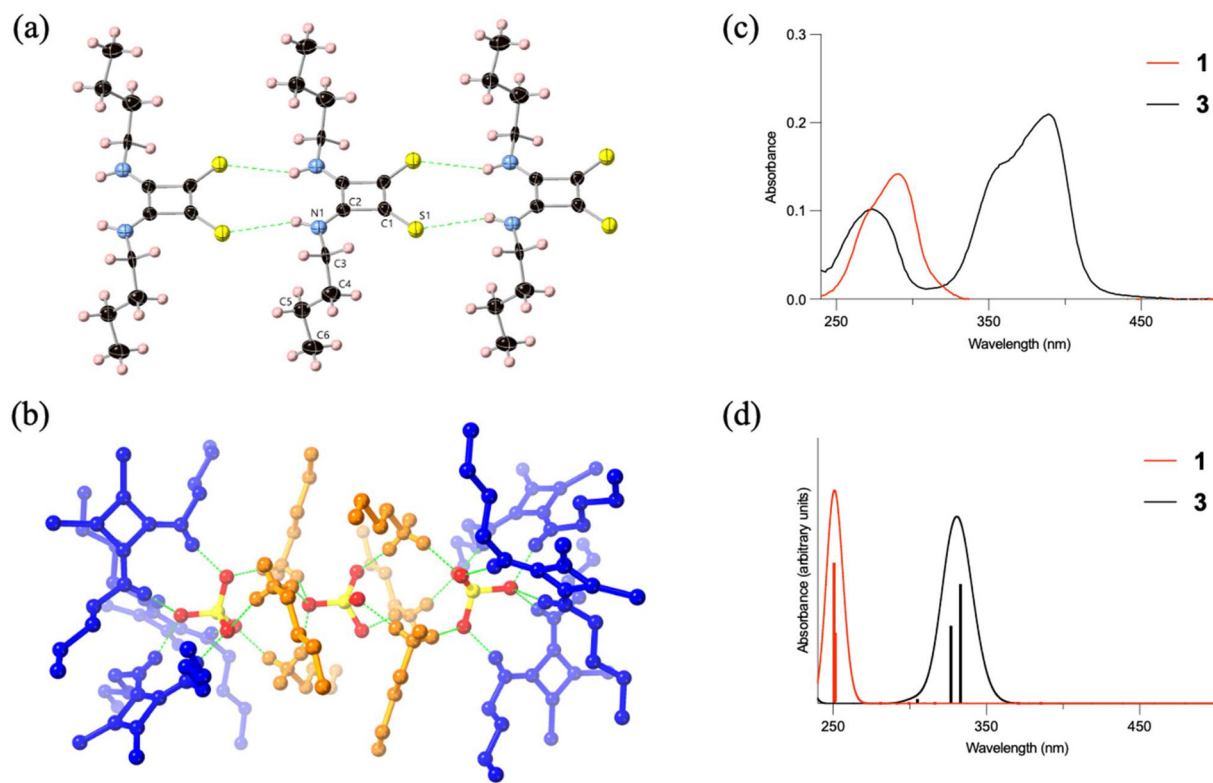 (a)
N1
C2
C1
S1
C3
C4
C5
C6
(b)
(c)
0.3
0.2
0.1
0.0
Absorbance
250
350
450
Wavelength (nm)
1
3
(d)
Absorbance (arbitrary units)
250
350
450
Wavelength (nm)
1
3